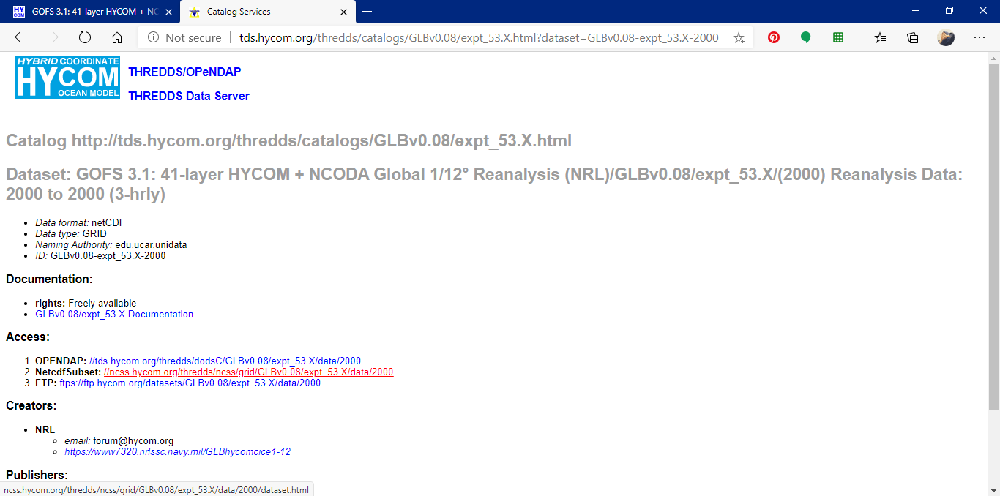 GOFS 3.1: 41-layer HYCOM + NC
Catalog Services
Not secure | tds.hycom.org/thredds/catalogs/GLBv0.08/expt_53.X.html?dataset=GLBv0.08-expt_53.X-2000
HYBRID COORDINATE
HYCOM
OCEAN MODEL
THREDDS/OPeNDAP
THREDDS Data Server
Catalog http://tds.hycom.org/thredds/catalogs/GLBv0.08/expt_53.X.html
Dataset: GOFS 3.1: 41-layer HYCOM + NCODA Global 1/12° Reanalysis (NRL)/GLBv0.08/expt_53.X/(2000) Reanalysis Data:
2000 to 2000 (3-hrly)
• Data format: netCDF
• Data type: GRID
• Naming Authority: edu.ucar.unidata
• ID: GLBv0.08-expt_53.X-2000
Documentation:
• rights: Freely available
• GLBv0.08/expt_53.X Documentation
Access:
1. OPENDAP: //tds.hycom.org/thredds/dodsC/GLBv0.08/expt_53.X/data/2000
2. NetcdfSubset: //ncss.hycom.org/thredds/ncss/grid/GLBv0.08/expt_53.X/data/2000
3. FTP: ftps://ftp.hycom.org/datasets/GLBv0.08/expt_53.X/data/2000
Creators:
• NRL
◦ email: forum@hycom.org
◦ https://www7320.nrlssc.navy.mil/GLBhycomcice1-12
Publishers:
ncss.hycom.org/thredds/ncss/grid/GLBv0.08/expt_53.X/data/2000/dataset.html